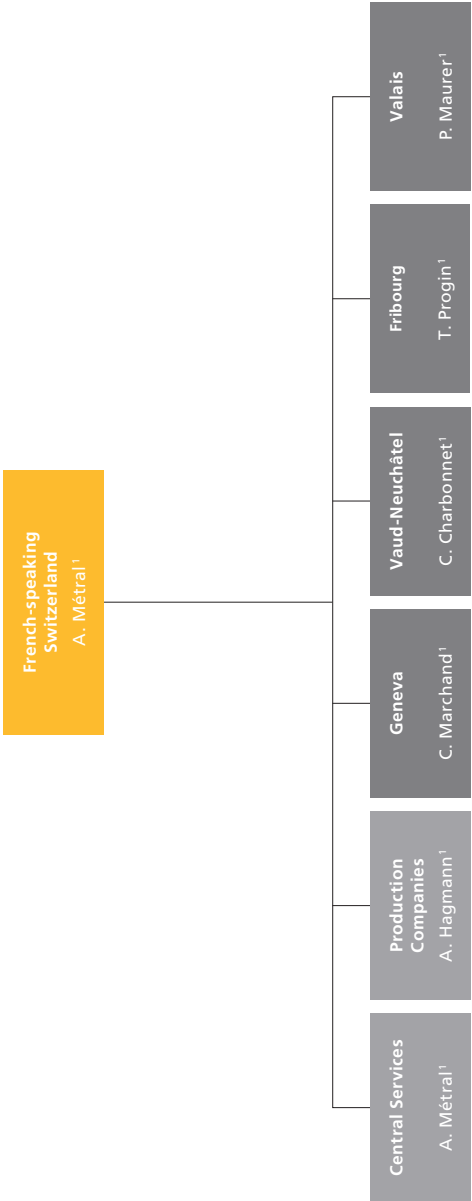 French-speaking
Switzerland
A. Métral¹
Central Services
A. Métral¹
Production
Companies
A. Hagmann¹
Geneva
C. Marchand¹
Vaud-Neuchâtel
C. Charbonnet¹
Fribourg
T. Progin¹
Valais
P. Maurer¹